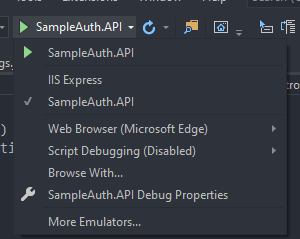 SampleAuth.API
SampleAuth.API
IIS Express
SampleAuth.API
Web Browser (Microsoft Edge)
Script Debugging (Disabled)
Browse With...
SampleAuth.API Debug Properties
More Emulators...